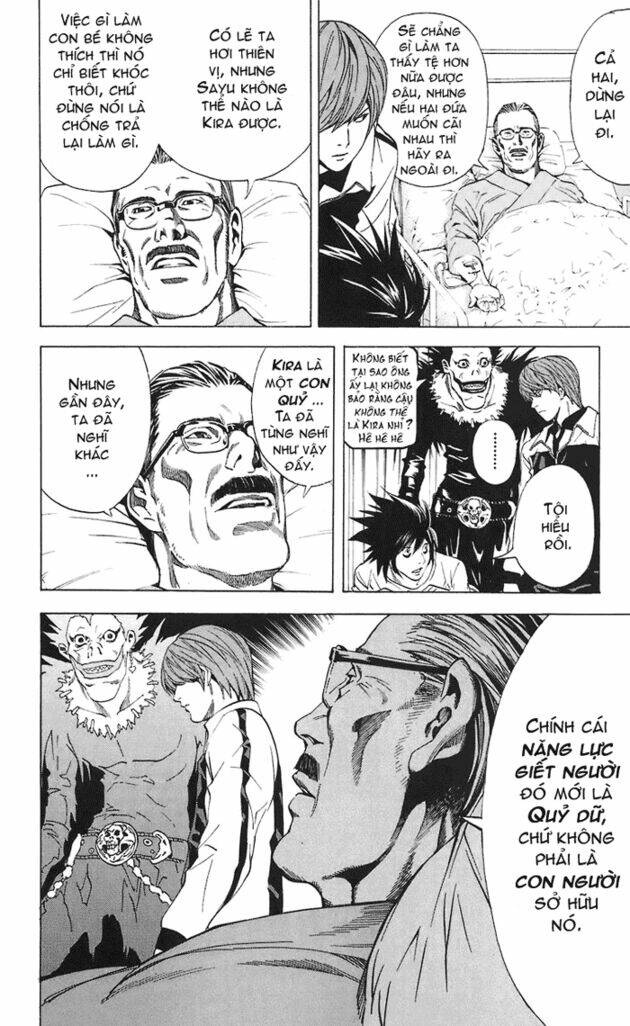 CẢ
HAI,
DỪNG
LẠI
ĐI.
SẼ CHẲNG
GÌ LÀM TA
THẤY TỆ HƠN
NỮA ĐƯỢC
ĐÂU, NHƯNG
NẾU HAI ĐỨA
MUỐN CÃI
NHAU THÌ
HÃY RA
NGOÀI ĐI.
CÓ LẼ TA
HƠI THIÊN
VỊ, NHƯNG
SAYU KHÔNG
THỂ NÀO LÀ
KIRA ĐƯỢC.
VIỆC GÌ LÀM
CON BÉ KHÔNG
THÍCH THÌ NÓ
CHỈ BIẾT KHÓC
THÔI, CHỨ
ĐỪNG NÓI LÀ
CHỐNG TRẢ
LẠI LÀM GÌ.
KHÔNG BIẾT
TẠI SAO ÔNG
ẤY LẠI KHÔNG
BẢO RẰNG CẬU
KHÔNG THỂ
LÀ KIRA NHỈ?
HÊ HÊ HÊ
......
TÔI
HIỂU
RỒI.
KIRA LÀ
MỘT CON
QUỶ ...
TA ĐÃ
TỪNG NGHĨ
NHƯ VẬY
ĐẤY.
NHƯNG
GẦN ĐÂY,
TA ĐÃ
NGHĨ
KHÁC
...
CHÍNH CÁI
NĂNG LỰC
GIẾT NGƯỜI
ĐÓ MỚI LÀ
QUỶ DỮ,
CHỨ KHÔNG
PHẢI LÀ
CON NGƯỜI
SỞ HỮU
NÓ.